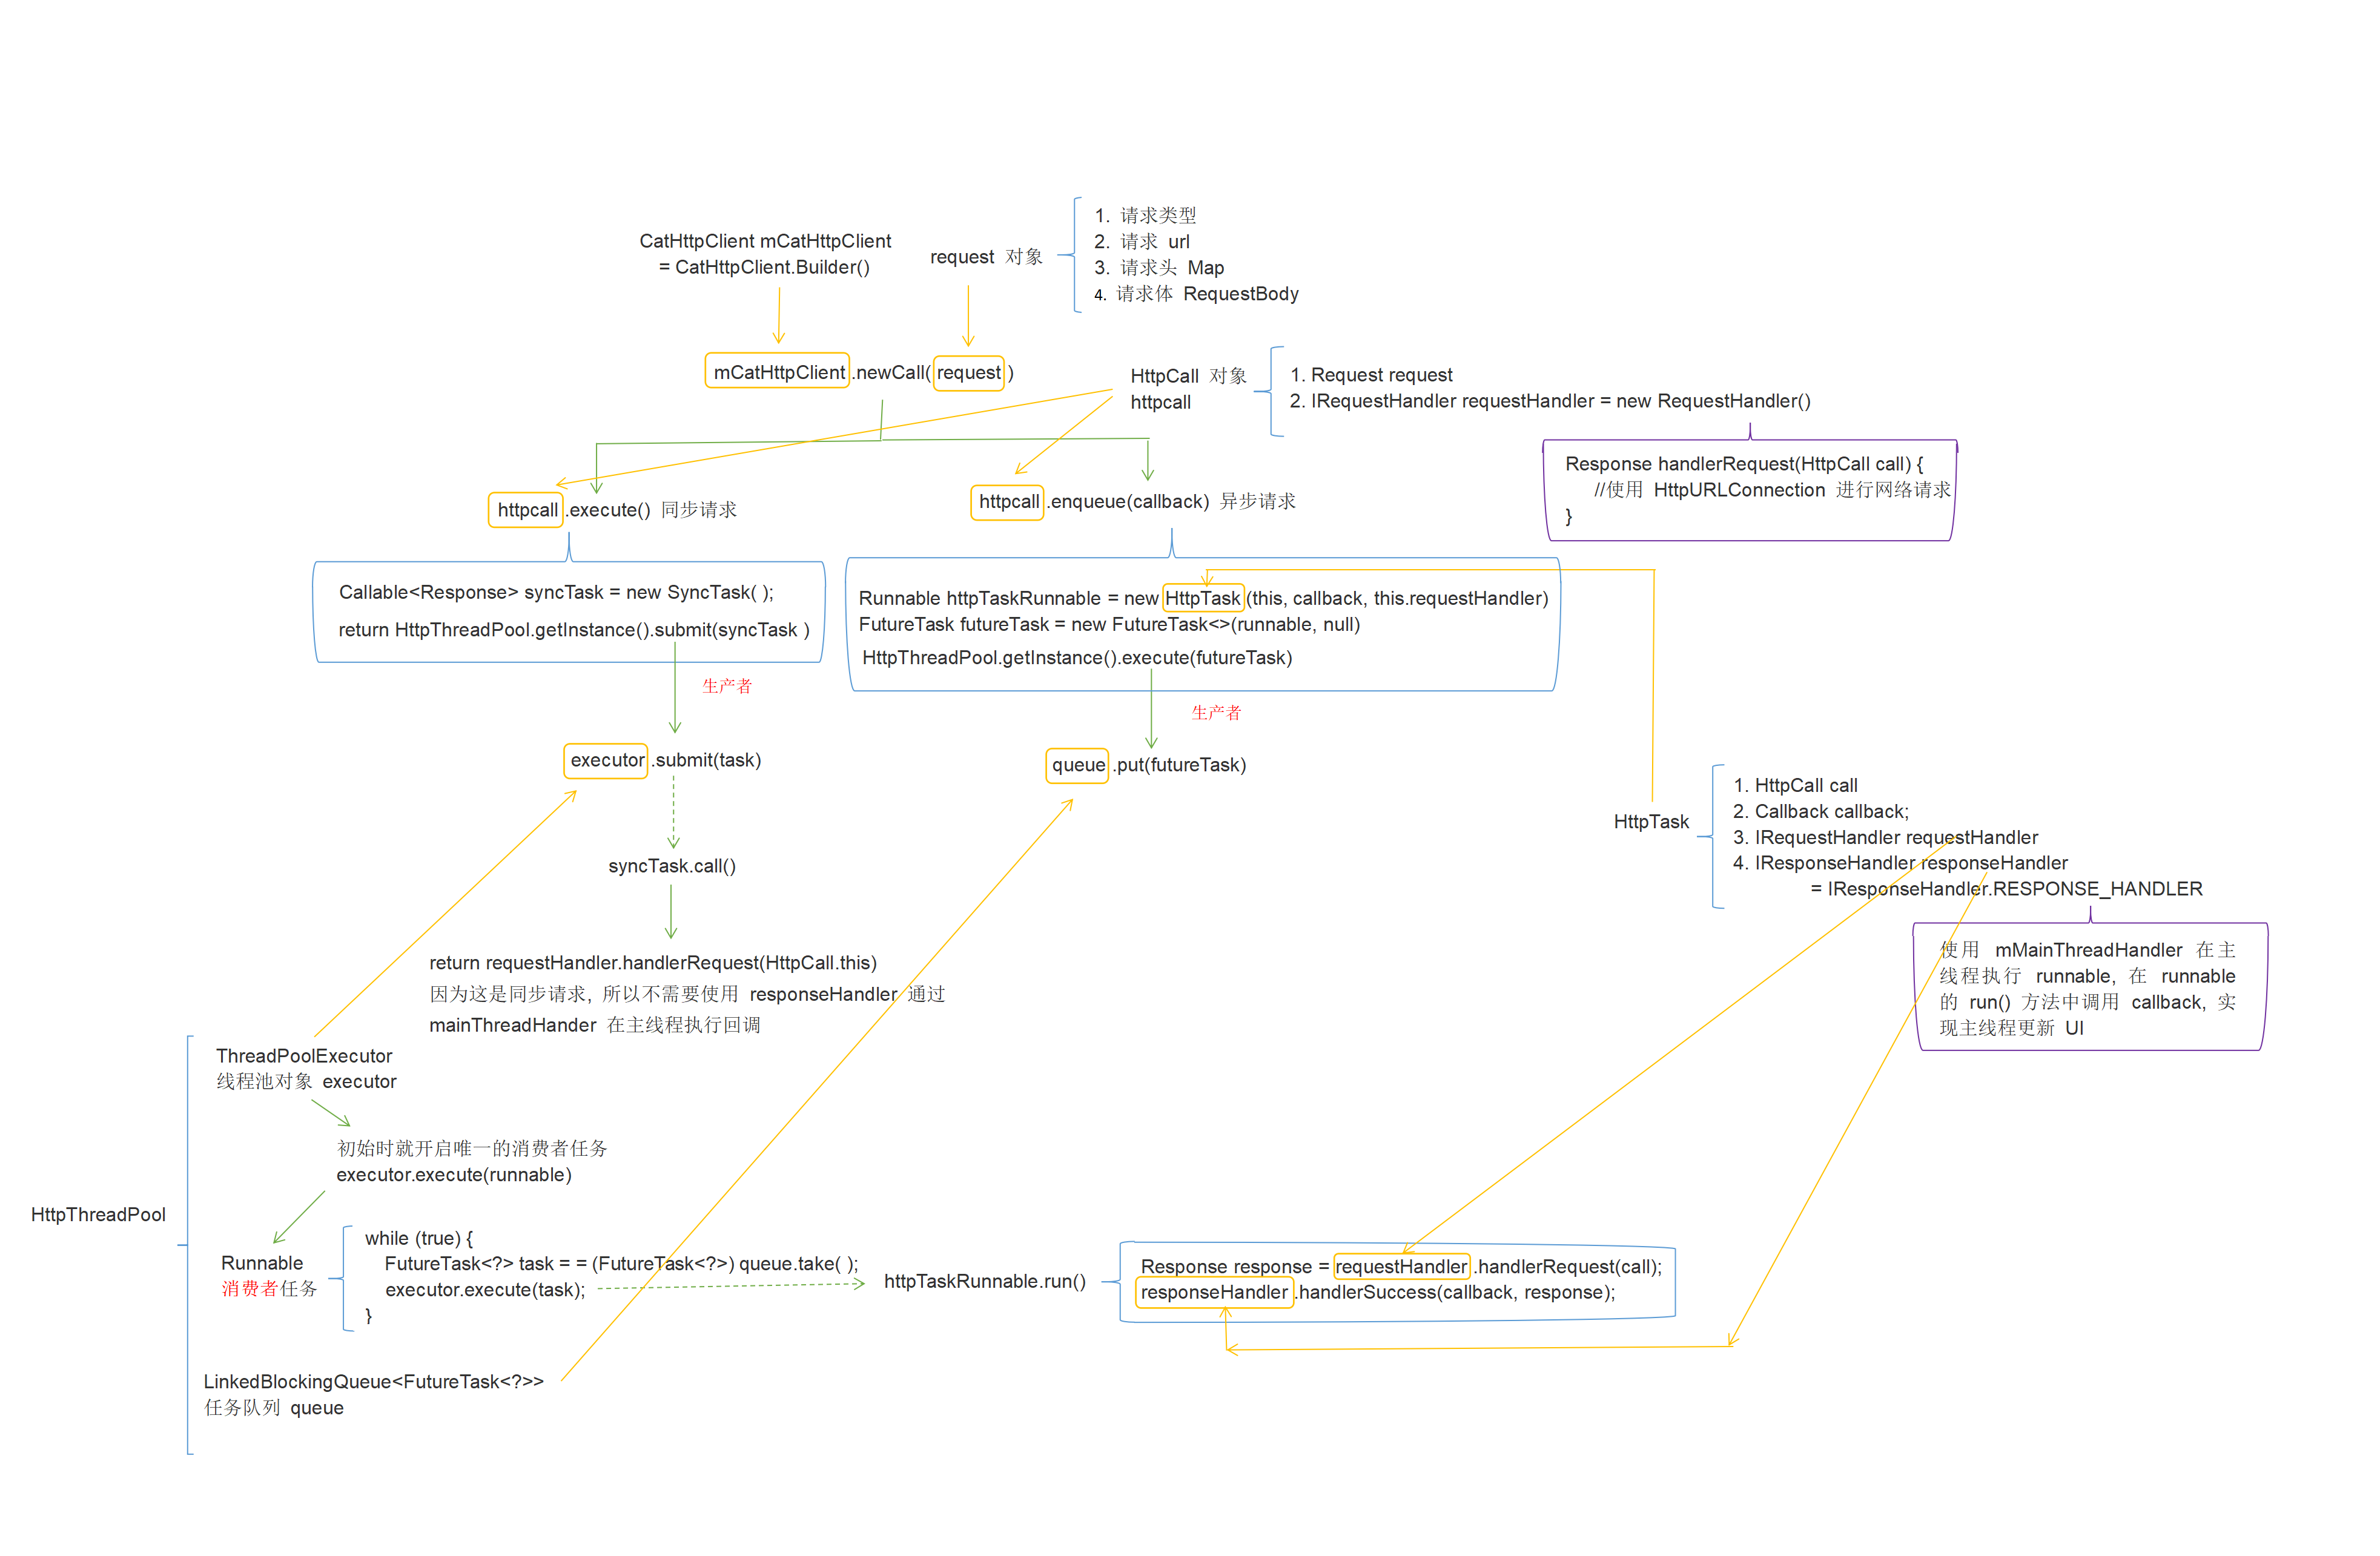 CatHttpClient mCatHttpClient
= CatHttpClient.Builder()
request 对象
1. 请求类型
2. 请求 url
3. 请求头 Map
4. 请求体 RequestBody
mCatHttpClient.newCall( request )
HttpCall 对象
httpcall
1. Request request
2. IRequestHandler requestHandler = new RequestHandler()
Response handlerRequest(HttpCall call) {
//使用 HttpURLConnection 进行网络请求
}
httpcall.execute() 同步请求
httpcall.enqueue(callback) 异步请求
Callable<Response> syncTask = new SyncTask( );
return HttpThreadPool.getInstance().submit(syncTask )
Runnable httpTaskRunnable = new HttpTask(this, callback, this.requestHandler)
FutureTask futureTask = new FutureTask<>(runnable, null)
HttpThreadPool.getInstance().execute(futureTask)
生产者
生产者
executor.submit(task)
queue.put(futureTask)
syncTask.call()
return requestHandler.handlerRequest(HttpCall.this)
因为这是同步请求, 所以不需要使用 responseHandler 通过
mainThreadHander 在主线程执行回调
HttpTask
1. HttpCall call
2. Callback callback;
3. IRequestHandler requestHandler
4. IResponseHandler responseHandler
= IResponseHandler.RESPONSE_HANDLER
使用 mMainThreadHandler 在主
线程执行 runnable, 在 runnable
的 run() 方法中调用 callback, 实
现主线程更新 UI
HttpThreadPool
ThreadPoolExecutor
线程池对象 executor
初始时就开启唯一的消费者任务
executor.execute(runnable)
Runnable
消费者任务
while (true) {
FutureTask<?> task = = (FutureTask<?>) queue.take( );
executor.execute(task);
}
httpTaskRunnable.run()
Response response = requestHandler.handlerRequest(call);
responseHandler.handlerSuccess(callback, response);
LinkedBlockingQueue<FutureTask<?>>
任务队列 queue